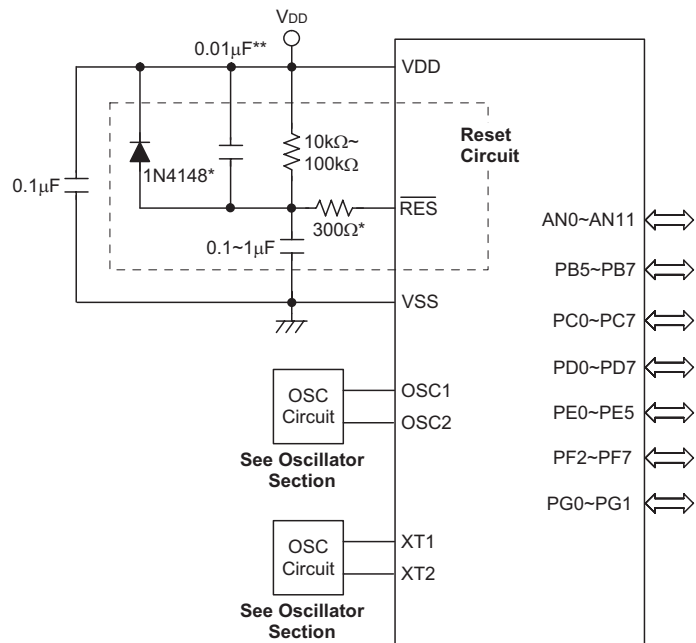 VDD
0.01μF**
VDD
10kΩ~
100kΩ
Reset
Circuit
1N4148*
0.1μF
RES
300Ω*
0.1~1μF
VSS
AN0~AN11
PB5~PB7
PC0~PC7
PD0~PD7
PE0~PE5
PF2~PF7
PG0~PG1
OSC
Circuit
OSC1
OSC2
See Oscillator
Section
OSC
Circuit
XT1
XT2
See Oscillator
Section